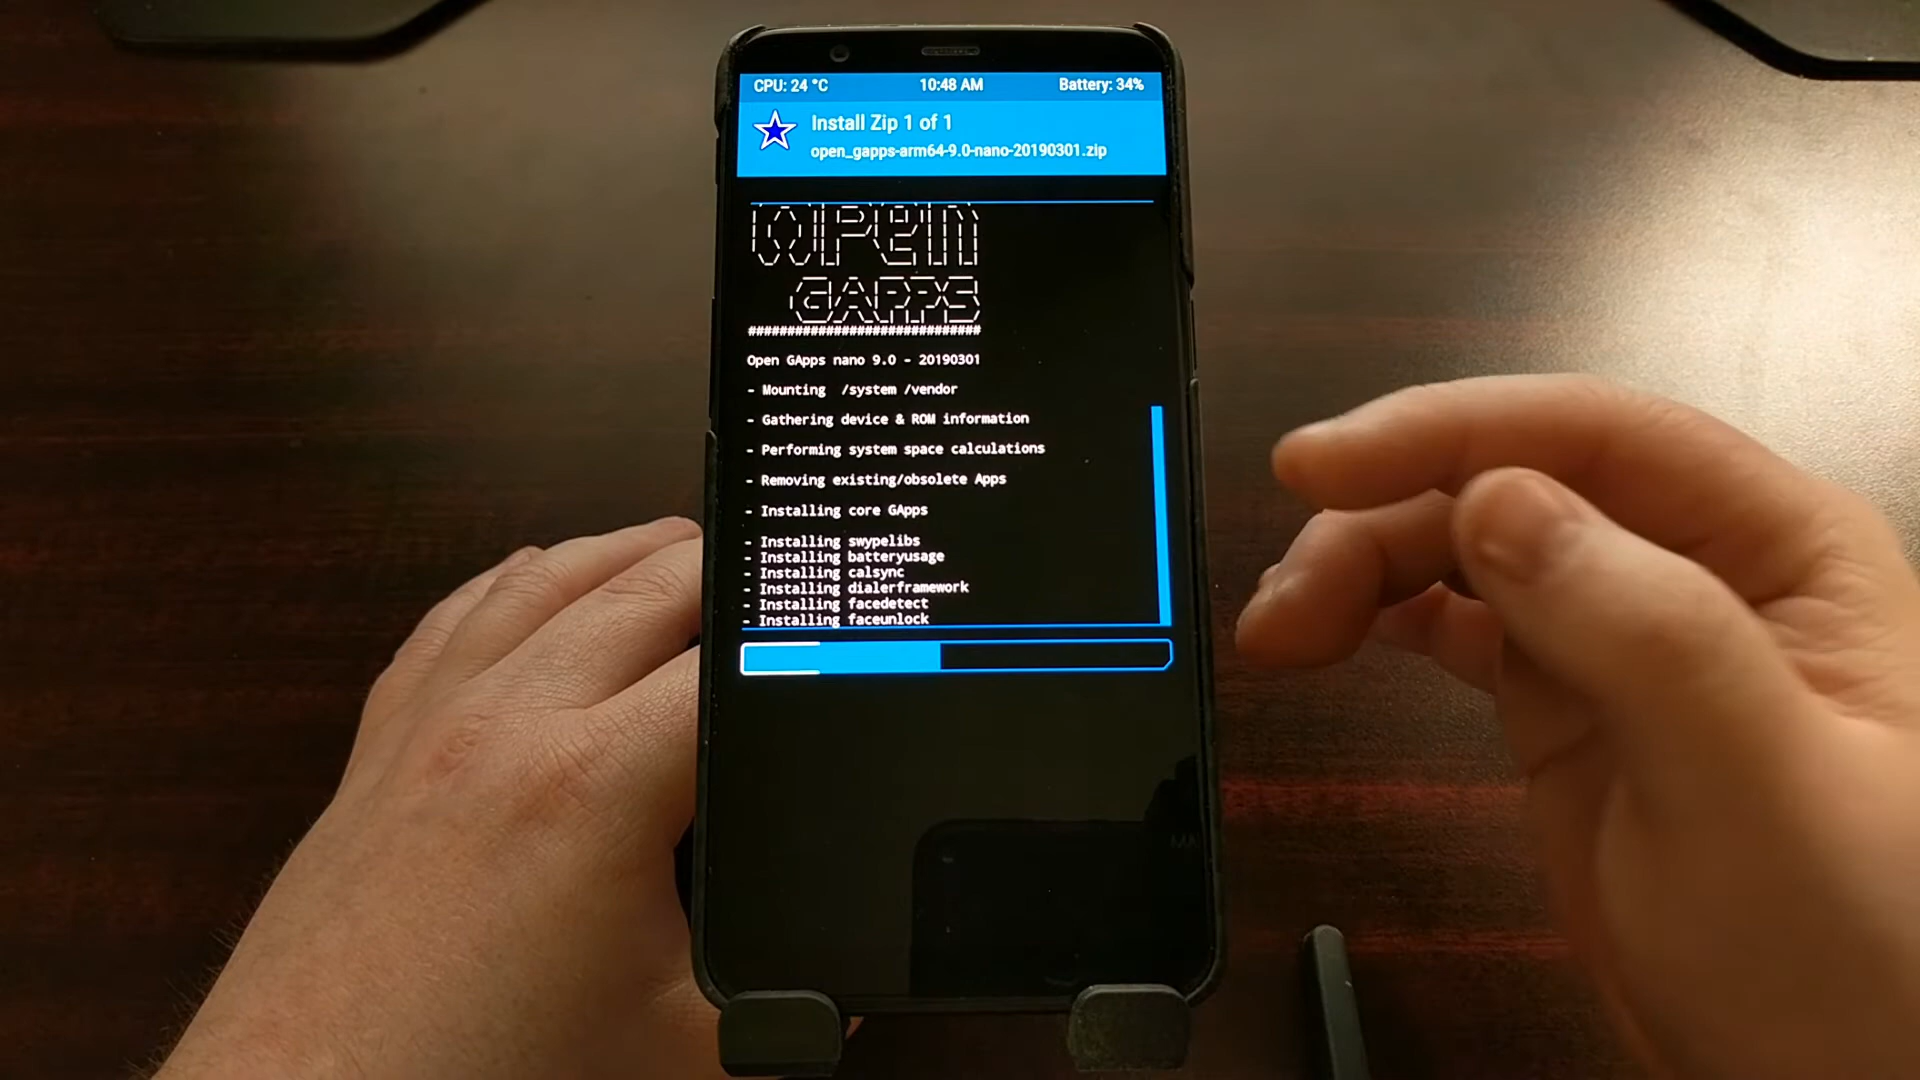 CPU: 24 °C 10:48 AM Battery: 34%
Install Zip 1 of 1
open_gapps-arm64-9.0-nano-20190301.zip
OPen
GAPPS
##############################
Open GApps nano 9.0 - 20190301
- Mounting /system /vendor
- Gathering device & ROM information
- Performing system space calculations
- Removing existing/obsolete Apps
- Installing core GApps
- Installing swypelibs
- Installing batteryusage
- Installing calsync
- Installing dialerframework
- Installing facedetect
- Installing faceunlock